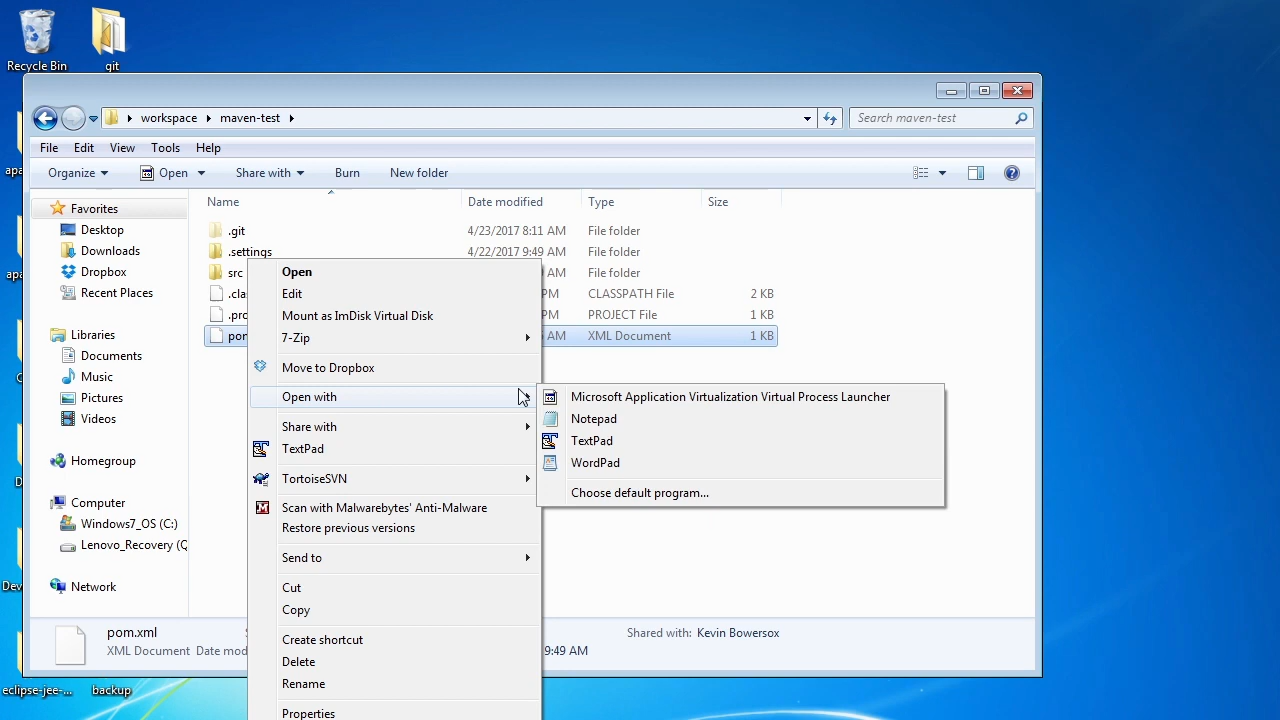 Recycle Bin
git
workspace
maven-test
Search maven-test
File Edit View Tools Help
Organize Open Share with Burn New folder
Name Date modified Type Size
Favorites
Desktop
Downloads
Dropbox
Recent Places
Libraries
Documents
Music
Pictures
Videos
Homegroup
Computer
Windows7_OS (C:)
Lenovo_Recovery (Q
Network
.git 4/23/2017 8:11 AM File folder
.settings 4/22/2017 9:49 AM File folder
src AM File folder
.cla PM CLASSPATH File 2 KB
.pro PM PROJECT File 1 KB
pom AM XML Document 1 KB
Open
Edit
Mount as ImDisk Virtual Disk
7-Zip
Move to Dropbox
Open with
Share with
TextPad
TortoiseSVN
Scan with Malwarebytes' Anti-Malware
Restore previous versions
Send to
Cut
Copy
Create shortcut
Delete
Rename
Properties
Microsoft Application Virtualization Virtual Process Launcher
Notepad
TextPad
WordPad
Choose default program...
pom.xml
Shared with: Kevin Bowersox
XML Document Date mod
9:49 AM
apa
apa
Dev
eclipse-jee-...
backup